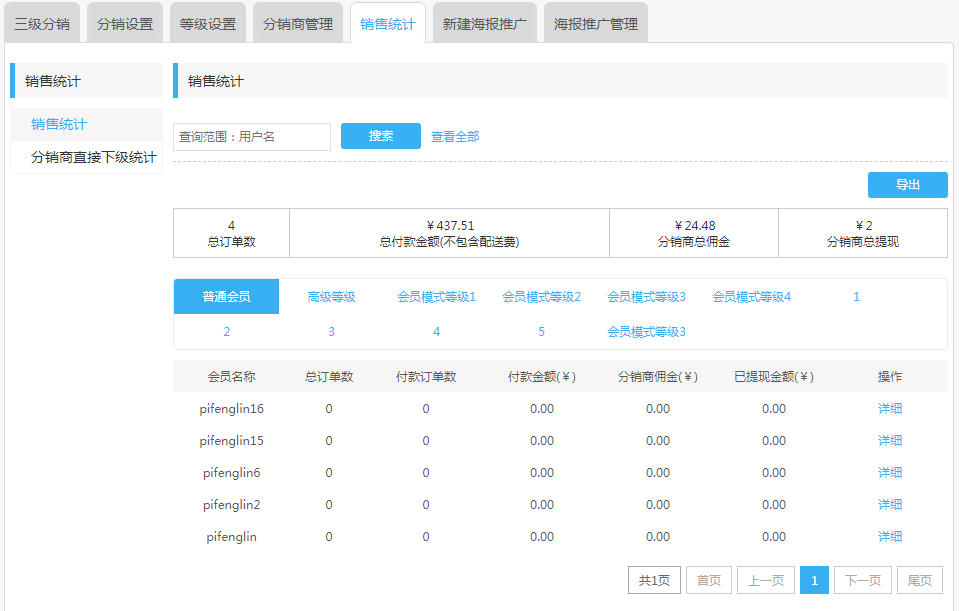 三级分销 分销设置 等级设置 分销商管理 销售统计 新建海报推广 海报推广管理
销售统计
销售统计
分销商直接下级统计
销售统计
查询范围：用户名 搜索 查看全部
导出
4 ￥437.51 ￥24.48 ￥2
总订单数 总付款金额(不包含配送费) 分销商总佣金 分销商总提现
普通会员 高级等级 会员模式等级1 会员模式等级2 会员模式等级3 会员模式等级4 1
2 3 4 5 会员模式等级3
会员名称 总订单数 付款订单数 付款金额(￥) 分销商佣金(￥) 已提现金额(￥) 操作
pifenglin16 0 0 0.00 0.00 0.00 详细
pifenglin15 0 0 0.00 0.00 0.00 详细
pifenglin6 0 0 0.00 0.00 0.00 详细
pifenglin2 0 0 0.00 0.00 0.00 详细
pifenglin 0 0 0.00 0.00 0.00 详细
共1页 首页 上一页 1 下一页 尾页